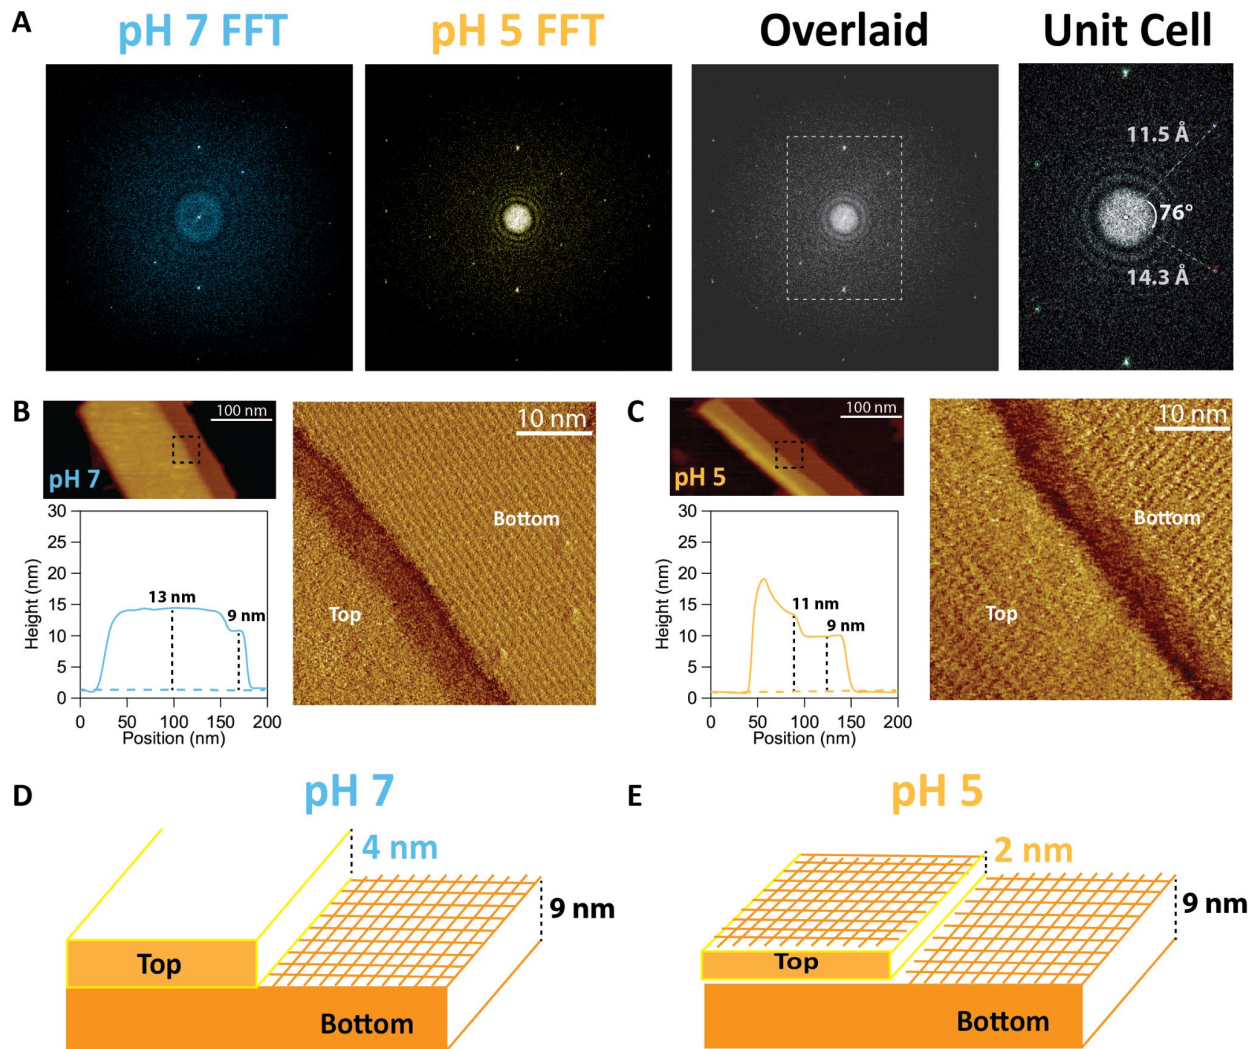 A
pH 7 FFT
pH 5 FFT
Overlaid
Unit Cell
11.5 Å
76°
14.3 Å
B
100 nm
pH 7
10 nm
Bottom
Top
30
25
20
15
10
5
0
Height (nm)
13 nm
9 nm
0 50 100 150 200
Position (nm)
C
100 nm
pH 5
10 nm
Bottom
Top
30
25
20
15
10
5
0
Height (nm)
11 nm
9 nm
0 50 100 150 200
Position (nm)
D
pH 7
4 nm
9 nm
Top
Bottom
E
pH 5
2 nm
9 nm
Top
Bottom